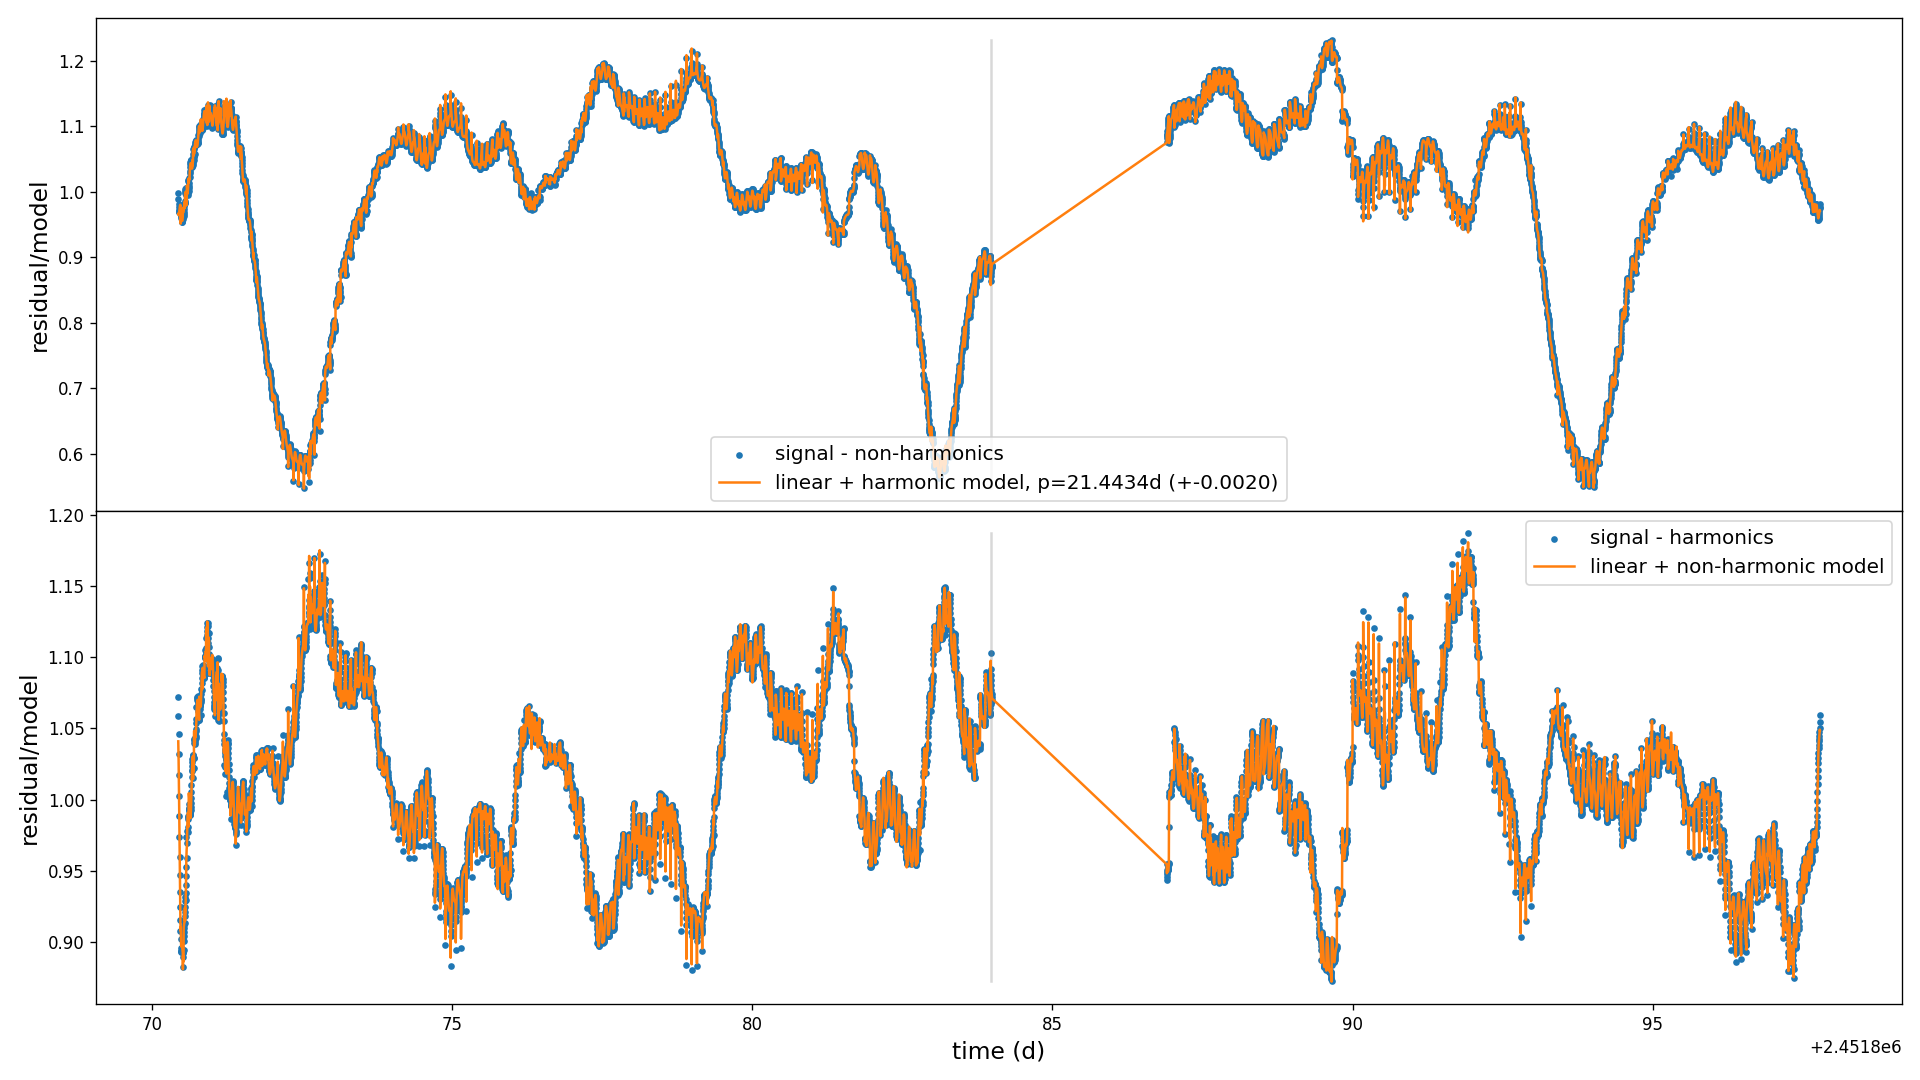 1.2
1.1
1.0
0.9
0.8
0.7
0.6
residual/model
signal - non-harmonics
linear + harmonic model, p=21.4434d (+-0.0020)
1.20
1.15
1.10
1.05
1.00
0.95
0.90
residual/model
signal - harmonics
linear + non-harmonic model
70 75 80 85 90 95
time (d)
+2.4518e6